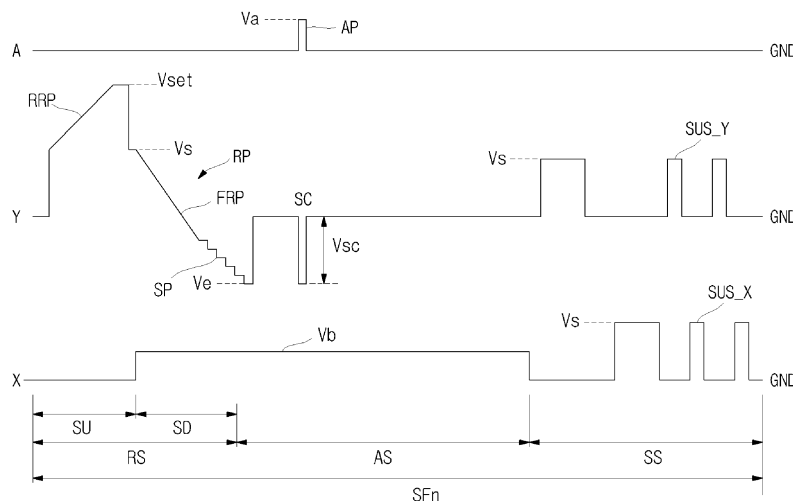 Va
AP
A
GND
Vset
RRP
Vs
RP
SUS_Y
Vs
FRP
SC
Y
GND
Vsc
SP
Ve
SUS_X
Vs
Vb
X
GND
SU
SD
RS
AS
SS
SFn